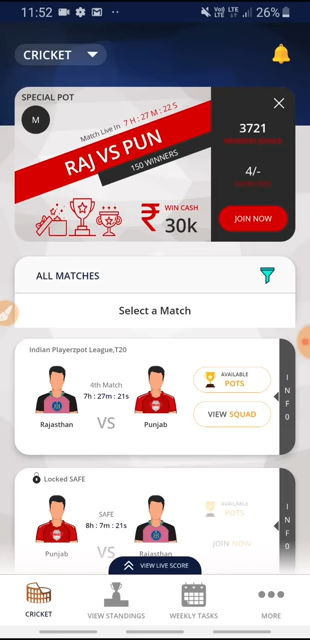 11:52
Vo)) LTE
LTE
26%
CRICKET
SPECIAL POT
M
Match Live In 7 H : 27 M : 22 S
RAJ VS PUN
150 WINNERS
WIN CASH
₹ 30k
3721
4/-
JOIN NOW
ALL MATCHES
Select a Match
Indian Playerzpot League,T20
4th Match
7h : 27m : 21s
VS
Rajasthan
Punjab
AVAILABLE
POTS
VIEW SQUAD
INFO
Locked SAFE
SAFE
8h : 7m : 21s
VS
Punjab
Rajasthan
AVAILABLE
POTS
JOIN NOW
INFO
VIEW LIVE SCORE
CRICKET
VIEW STANDINGS
WEEKLY TASKS
MORE